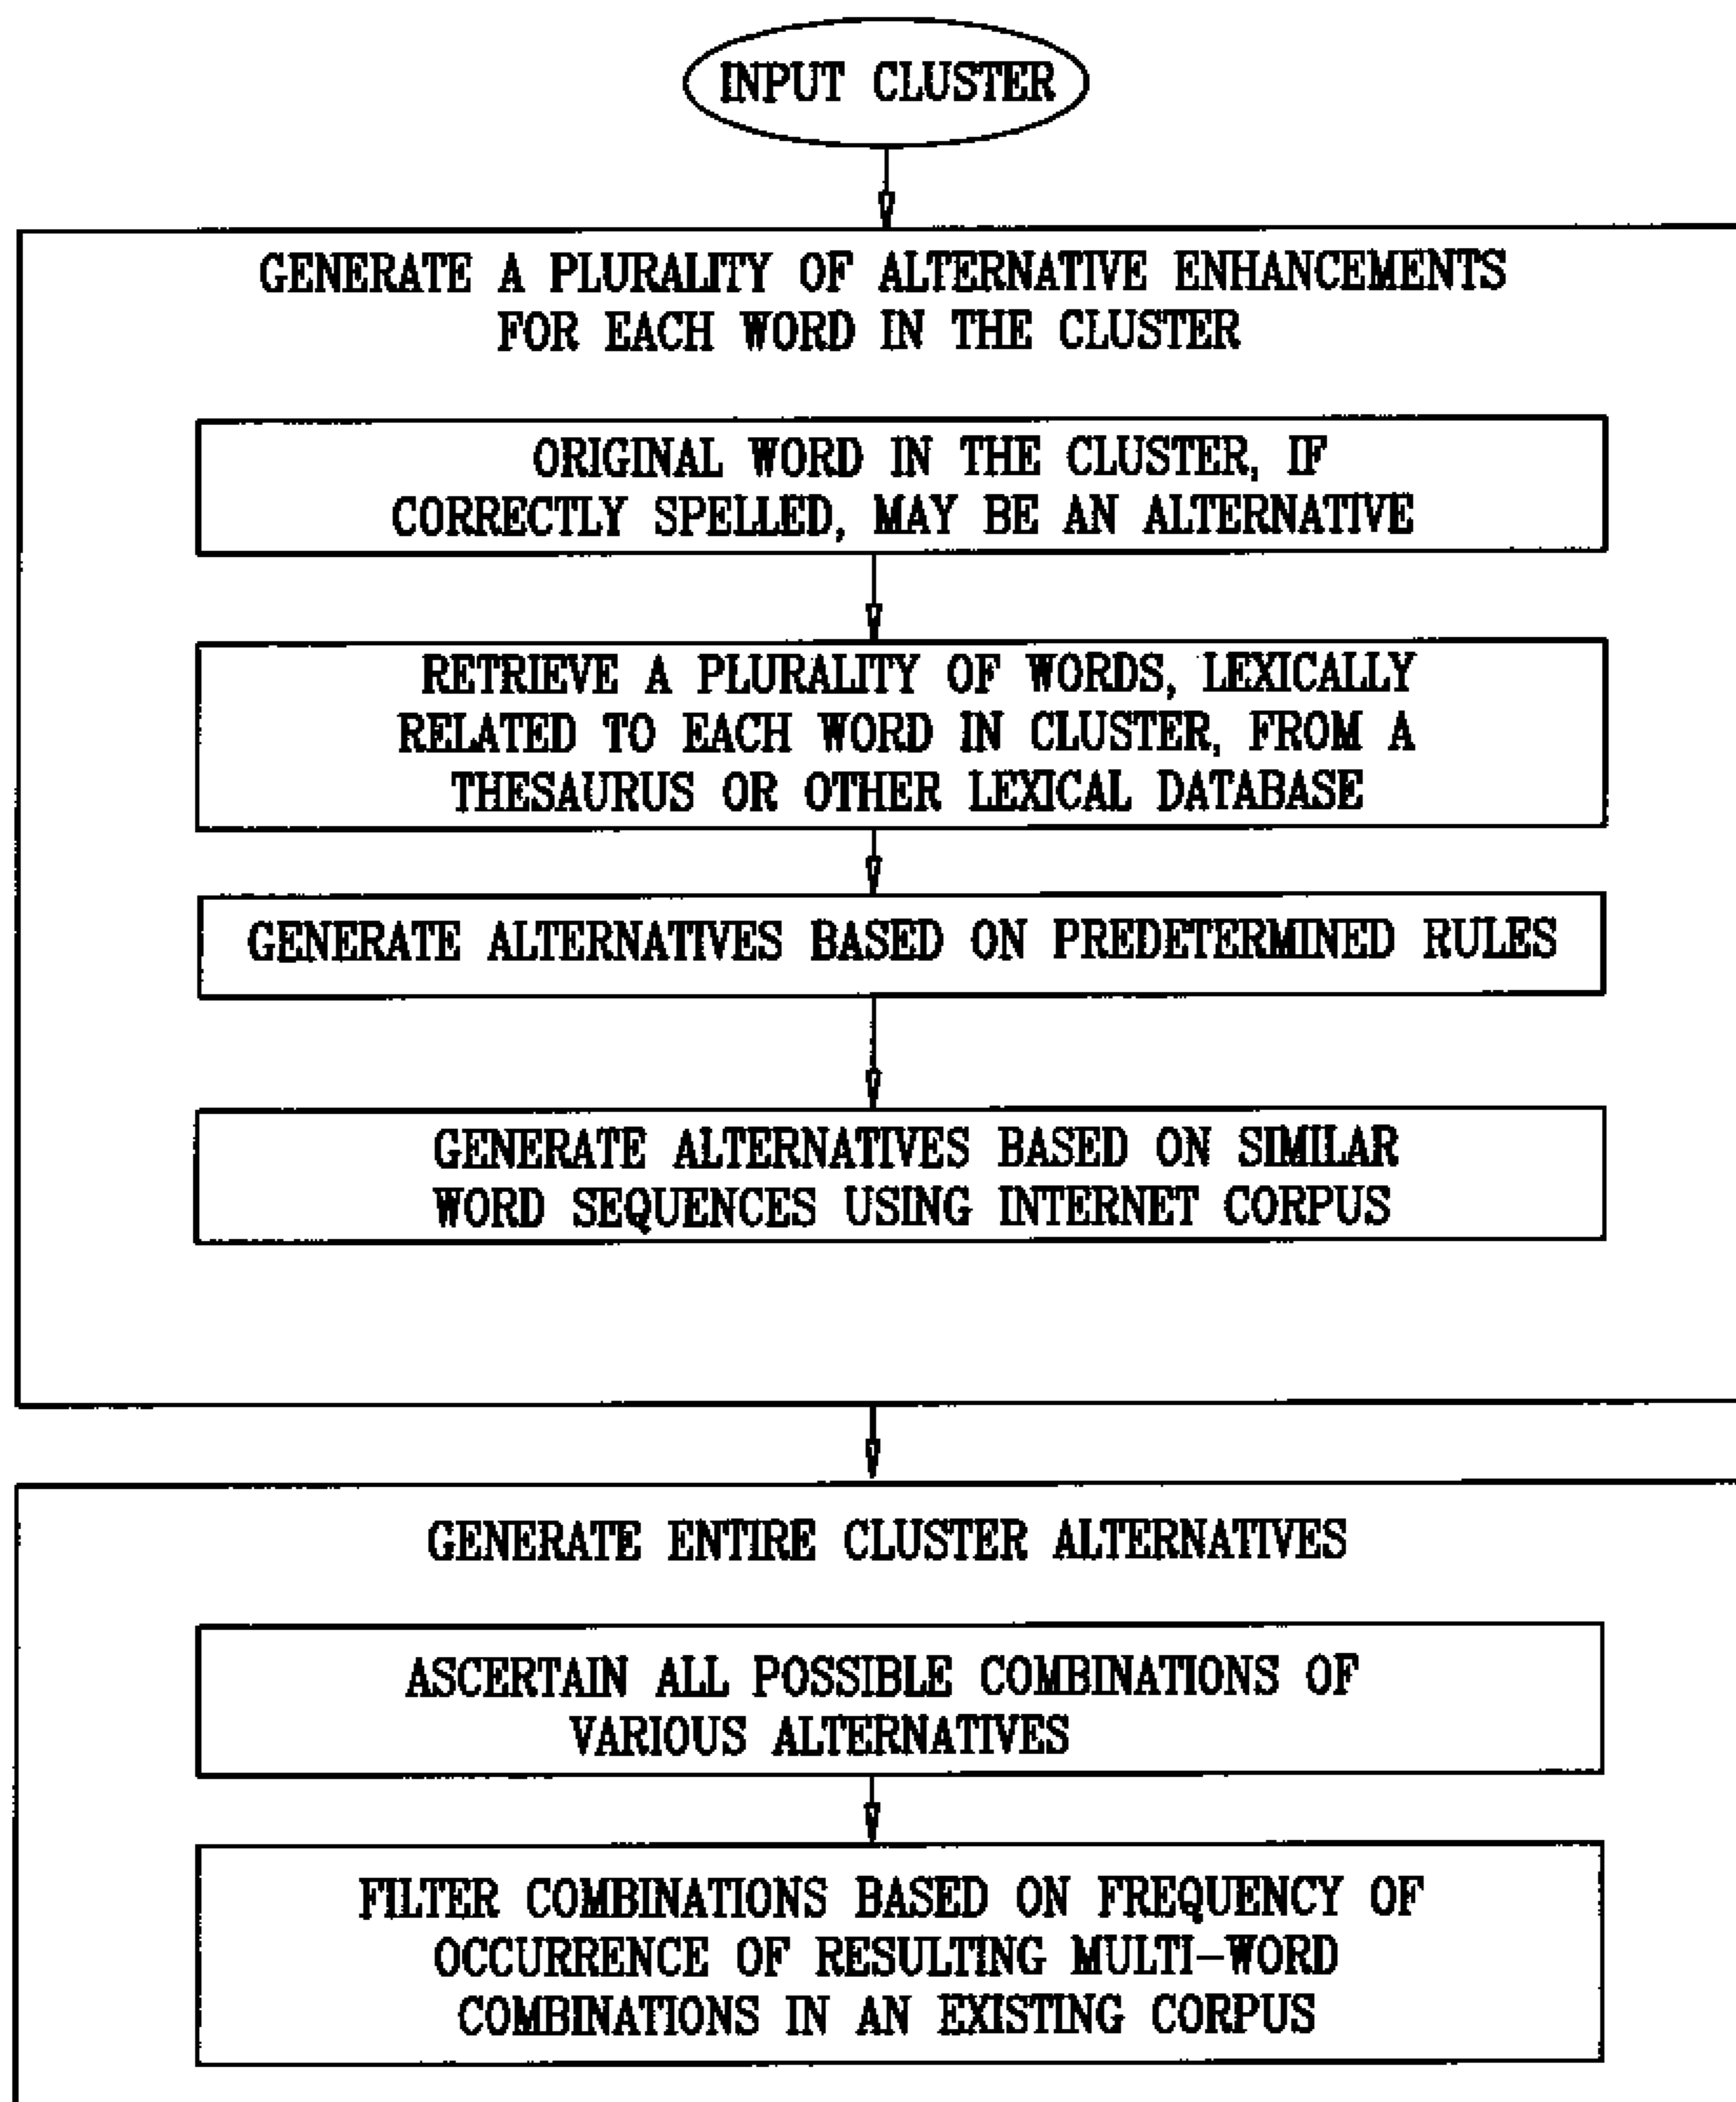 INPUT CLUSTER
GENERATE A PLURALITY OF ALTERNATIVE ENHANCEMENTS
FOR EACH WORD IN THE CLUSTER
ORIGINAL WORD IN THE CLUSTER, IF
CORRECTLY SPELLED, MAY BE AN ALTERNATIVE
RETRIEVE A PLURALITY OF WORDS, LEXICALLY
RELATED TO EACH WORD IN CLUSTER, FROM A
THESAURUS OR OTHER LEXICAL DATABASE
GENERATE ALTERNATIVES BASED ON PREDETERMINED RULES
GENERATE ALTERNATIVES BASED ON SIMILAR
WORD SEQUENCES USING INTERNET CORPUS
GENERATE ENTIRE CLUSTER ALTERNATIVES
ASCERTAIN ALL POSSIBLE COMBINATIONS OF
VARIOUS ALTERNATIVES
FILTER COMBINATIONS BASED ON FREQUENCY OF
OCCURRENCE OF RESULTING MULTI-WORD
COMBINATIONS IN AN EXISTING CORPUS